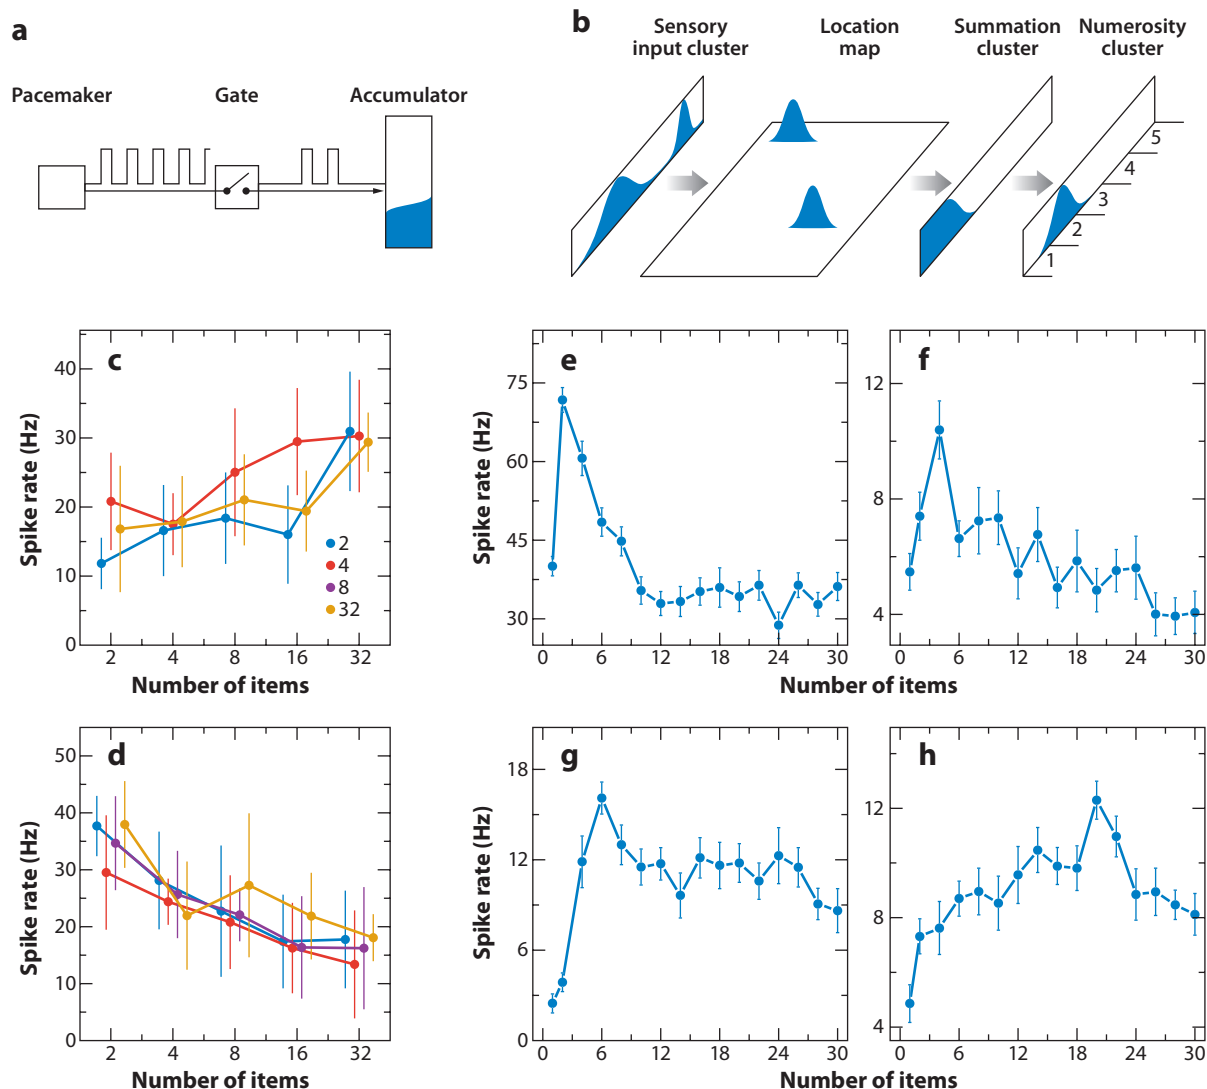 a
Pacemaker
Gate
Accumulator
b
Sensory
input cluster
Location
map
Summation
cluster
Numerosity
cluster
5
4
3
2
1
c
Spike rate (Hz)
40
30
20
10
0
2
4
8
32
2 4 8 16 32
Number of items
e
Spike rate (Hz)
75
60
45
30
0 6 12 18 24 30
f
12
8
4
0 6 12 18 24 30
Number of items
d
Spike rate (Hz)
50
40
30
20
10
0
2 4 8 16 32
Number of items
g
Spike rate (Hz)
18
12
6
0
0 6 12 18 24 30
h
12
8
4
0 6 12 18 24 30
Number of items